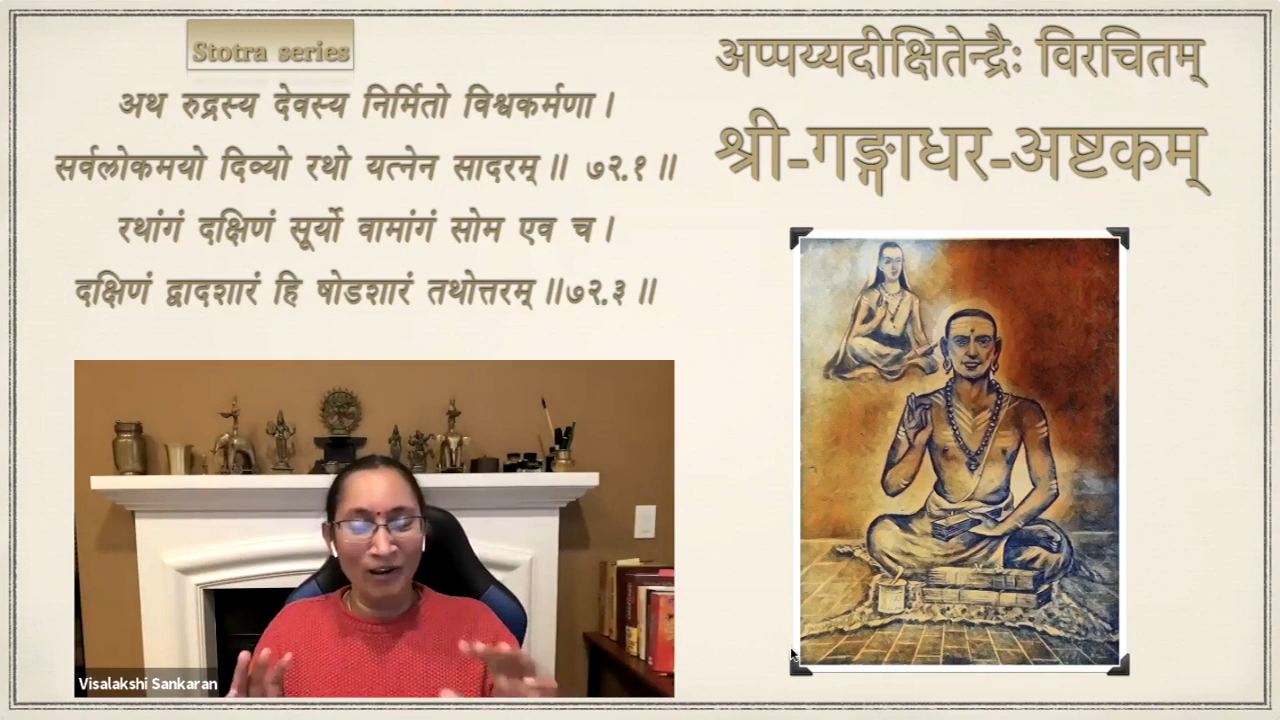 Stotra series
अथ रुद्रस्य देवस्य निर्मितो विश्वकर्मणा ।
सर्वलोकमयो दिव्यो रथो यत्नेन सादरम् ॥ ७२.१ ॥
रथांगं दक्षिणं सूर्यो वामांगं सोम एव च ।
दक्षिणं द्वादशारं हि षोडशारं तथोत्तरम् ॥७२.३ ॥
अप्पय्यदीक्षितेन्द्रैः विरचितम्
श्री-गङ्गाधर-अष्टकम्
Visalakshi Sankaran